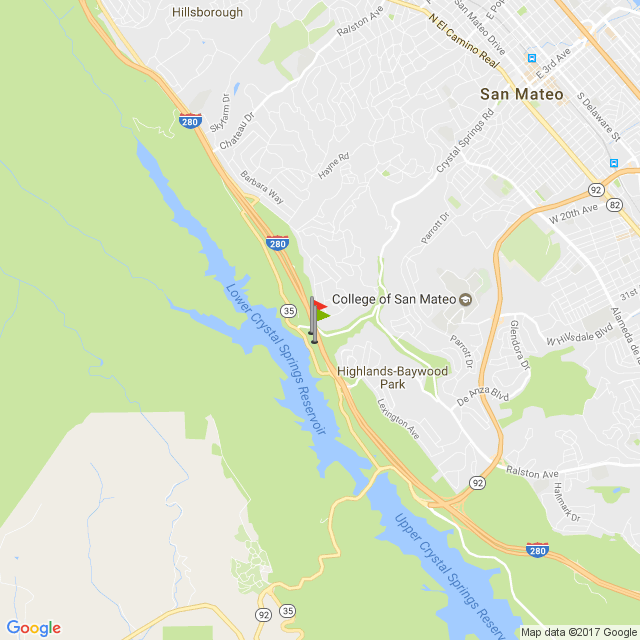 Hillsborough
Ralston Ave
N El Camino Real
San Mateo Drive
E 3rd Ave
San Mateo
S Delaware St
Skyfarm Dr
Chateau Dr
280
Hayne Rd
Crystal Springs Rd
Barbara Way
92
82
W 20th Ave
Parrott Dr
280
31st
Lower Crystal Springs Reservoir
35
College of San Mateo
Alameda de la
W Hillsdale Blvd
Glendora Dr
Parrott Dr
Highlands-Baywood
Park
De Anza Blvd
Lexington Ave
Ralston Ave
92
Hallmark Dr
280
Upper Crystal Springs Reserv
92
35
Google
Map data ©2017 Google